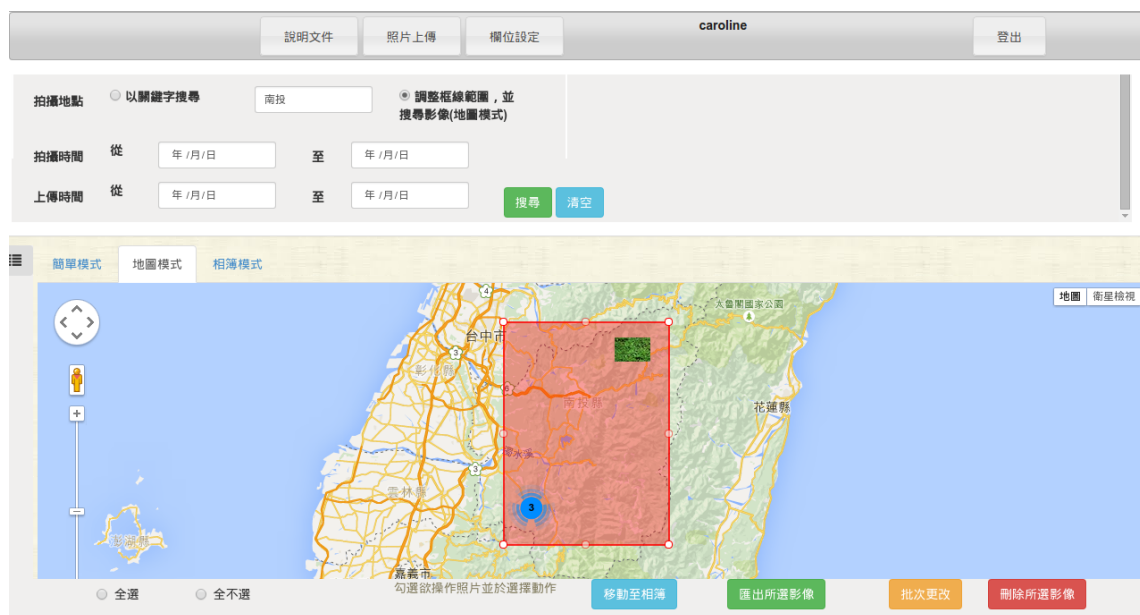 說明文件
照片上傳
欄位設定
caroline
登出
拍攝地點
以關鍵字搜尋
南投
調整框線範圍，並
搜尋影像(地圖模式)
拍攝時間
從
年 /月/日
至
年 /月/日
上傳時間
從
年 /月/日
至
年 /月/日
搜尋
清空
簡單模式
地圖模式
相簿模式
地圖
衛星檢視
4
太魯閣國家公園
台中市
3
彰化縣
6
南投縣
花蓮縣
濁水溪
3
雲林縣
3
澎湖縣
嘉義市
全選
全不選
勾選欲操作照片並於選擇動作
移動至相簿
匯出所選影像
批次更改
刪除所選影像